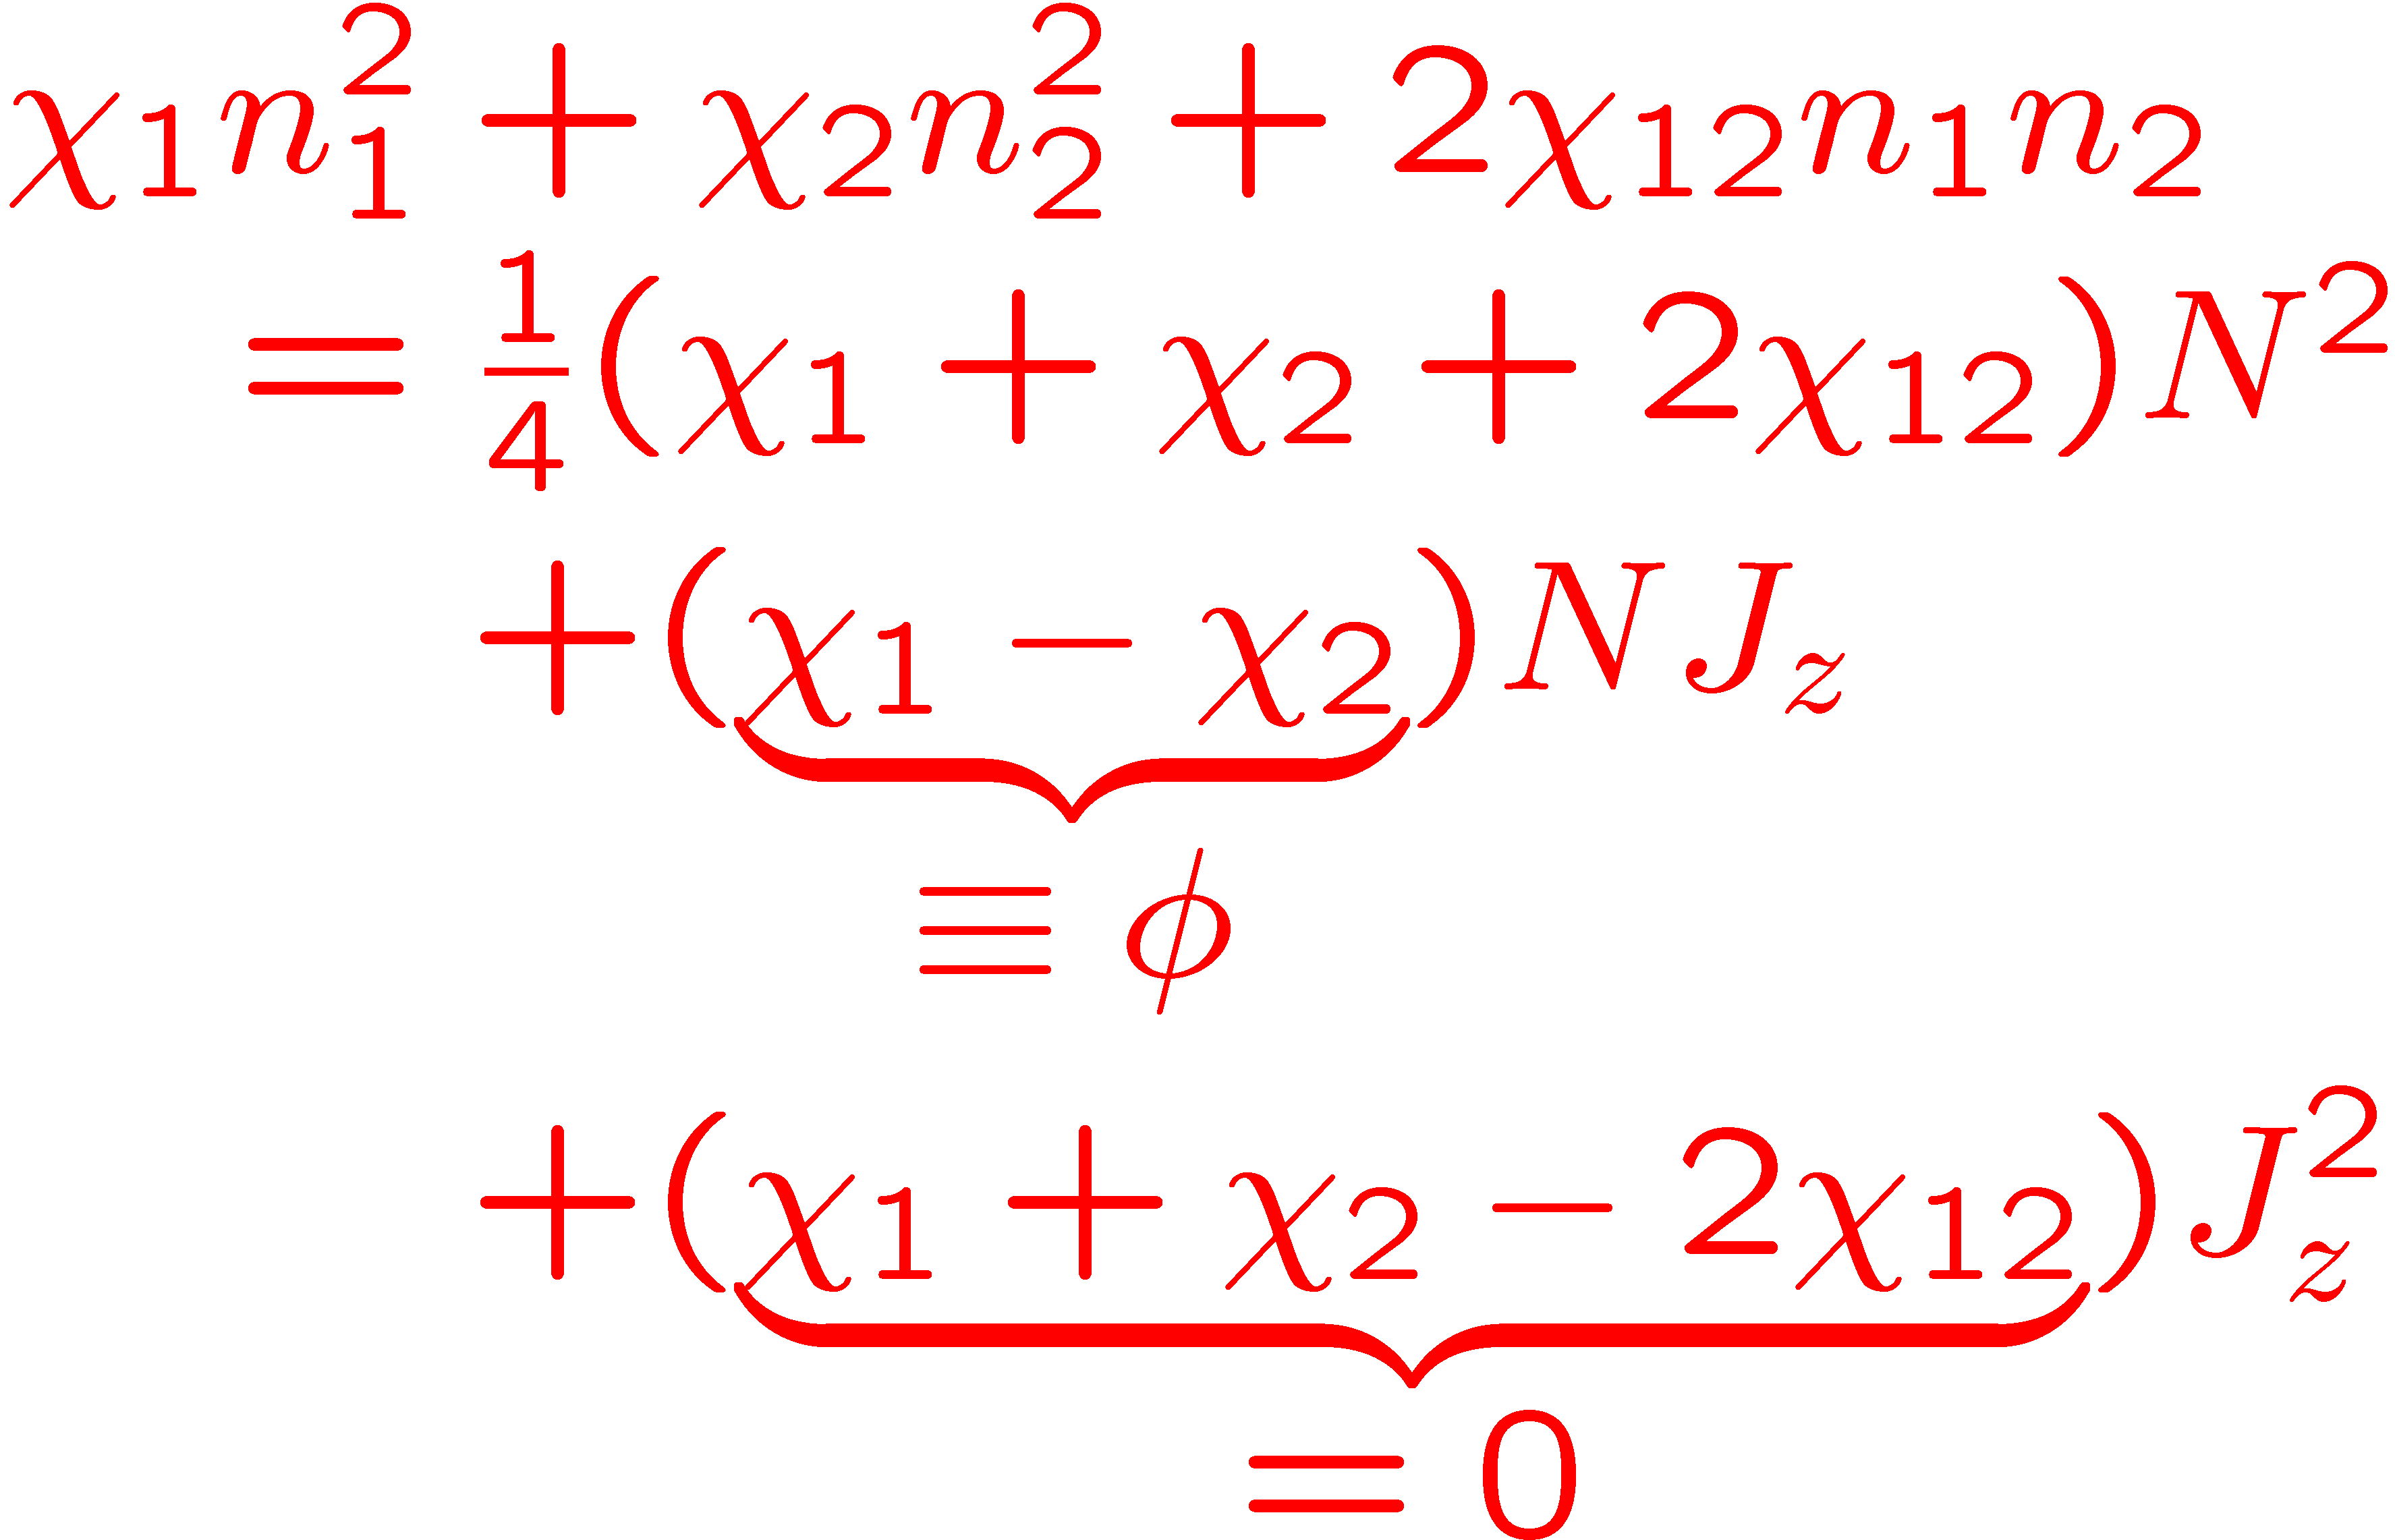 χ₁n₁² + χ₂n₂² + 2χ₁₂n₁n₂
= 1/4(χ₁ + χ₂ + 2χ₁₂)N²
+(χ₁ − χ₂)NJ_z
≡ ϕ
+(χ₁ + χ₂ − 2χ₁₂)J_z²
= 0